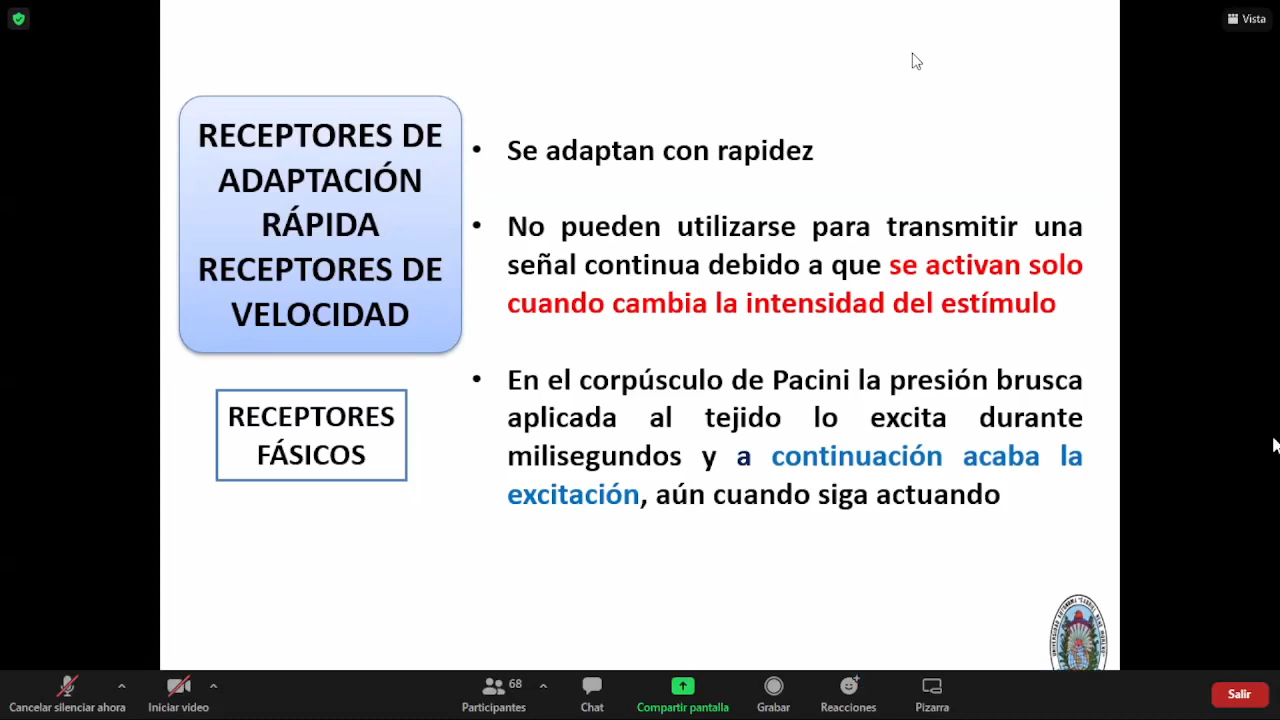 Vista
RECEPTORES DE
ADAPTACIÓN
RÁPIDA
RECEPTORES DE
VELOCIDAD
RECEPTORES
FÁSICOS
• Se adaptan con rapidez
• No pueden utilizarse para transmitir una
señal continua debido a que se activan solo
cuando cambia la intensidad del estímulo
• En el corpúsculo de Pacini la presión brusca
aplicada al tejido lo excita durante
milisegundos y a continuación acaba la
excitación, aún cuando siga actuando
Cancelar silenciar ahora
Iniciar video
68
Participantes
Chat
Compartir pantalla
Grabar
Reacciones
Pizarra
Salir